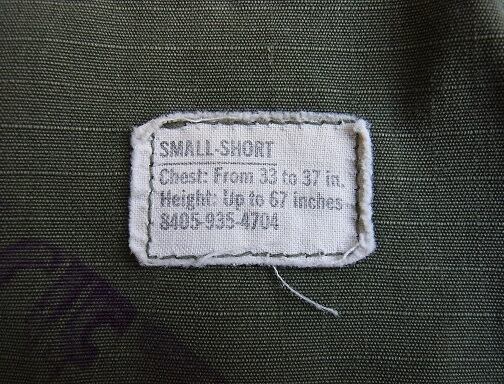 SMALL-SHORT
Chest: From 33 to 37 in.
Height: Up to 67 inches
8405-935-4704